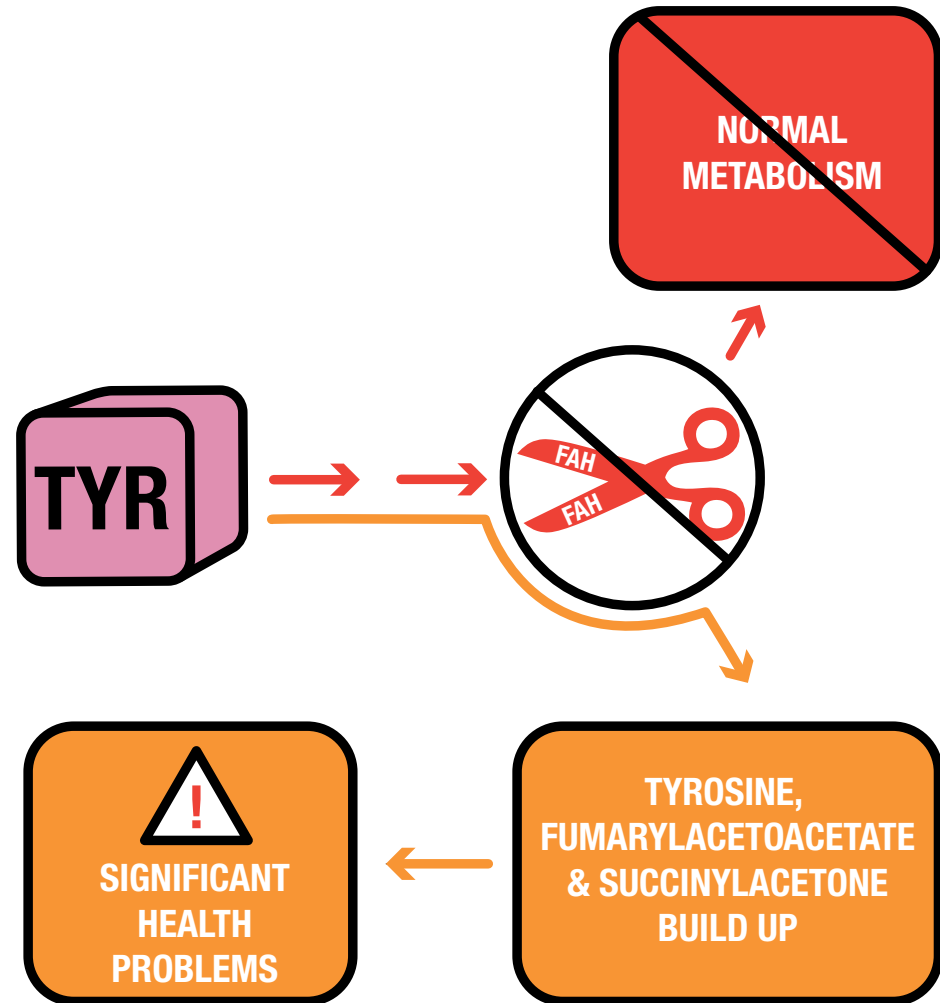 NORMAL
METABOLISM
TYR
FAH
FAH
!
SIGNIFICANT
HEALTH
PROBLEMS
TYROSINE,
FUMARYLACETOACETATE
& SUCCINYLACETONE
BUILD UP